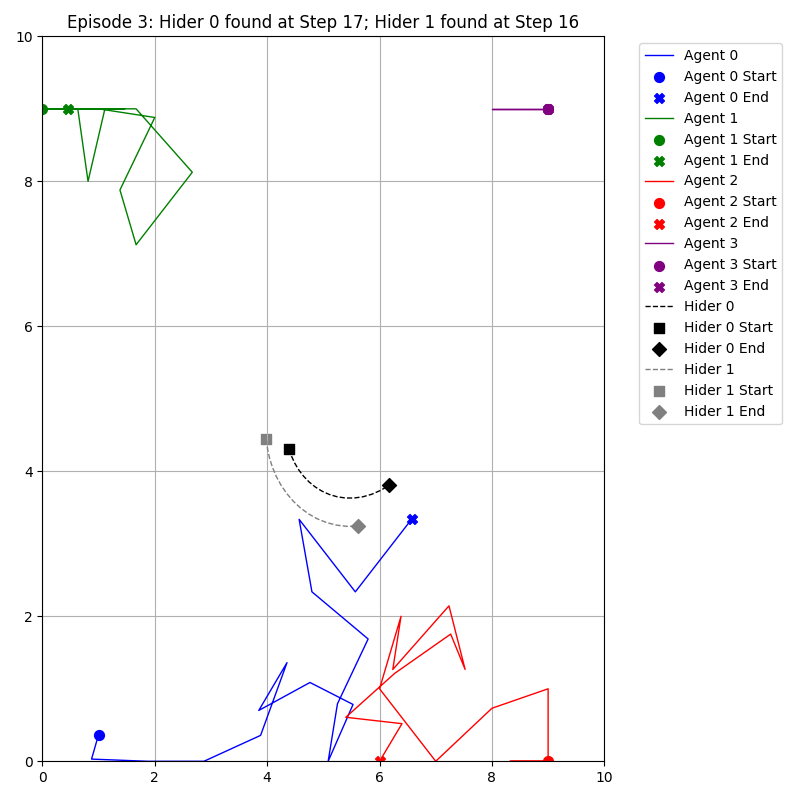 Episode 3: Hider 0 found at Step 17; Hider 1 found at Step 16
10
8
6
4
2
0
0
2
4
6
8
10
Agent 0
Agent 0 Start
Agent 0 End
Agent 1
Agent 1 Start
Agent 1 End
Agent 2
Agent 2 Start
Agent 2 End
Agent 3
Agent 3 Start
Agent 3 End
Hider 0
Hider 0 Start
Hider 0 End
Hider 1
Hider 1 Start
Hider 1 End